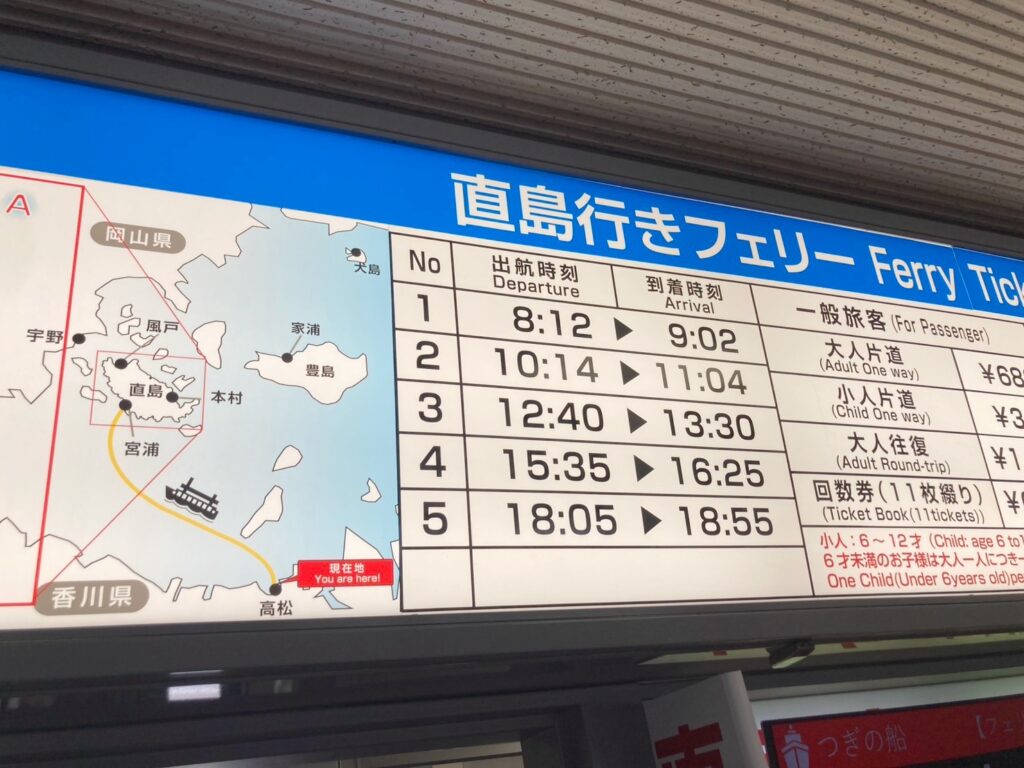 直島行きフェリー Ferry
A
岡山県
犬島
宇野
風戸
家浦
直島
本村
豊島
宮浦
現在地
You are here!
高松
香川県
No 出航時刻 Departure 到着時刻 Arrival
1 8:12 ▶ 9:02
2 10:14 ▶ 11:04
3 12:40 ▶ 13:30
4 15:35 ▶ 16:25
5 18:05 ▶ 18:55
一般旅客 (For Passenger)
大人片道
(Adult One way)
小人片道
(Child One way)
大人往復
(Adult Round-trip)
回数券(11枚綴り)
(Ticket Book(11tickets))
小人:6〜12才 (Child: age 6 to
6才未満のお子様は大人一人につき
One Child(Under 6years old)
つぎの船